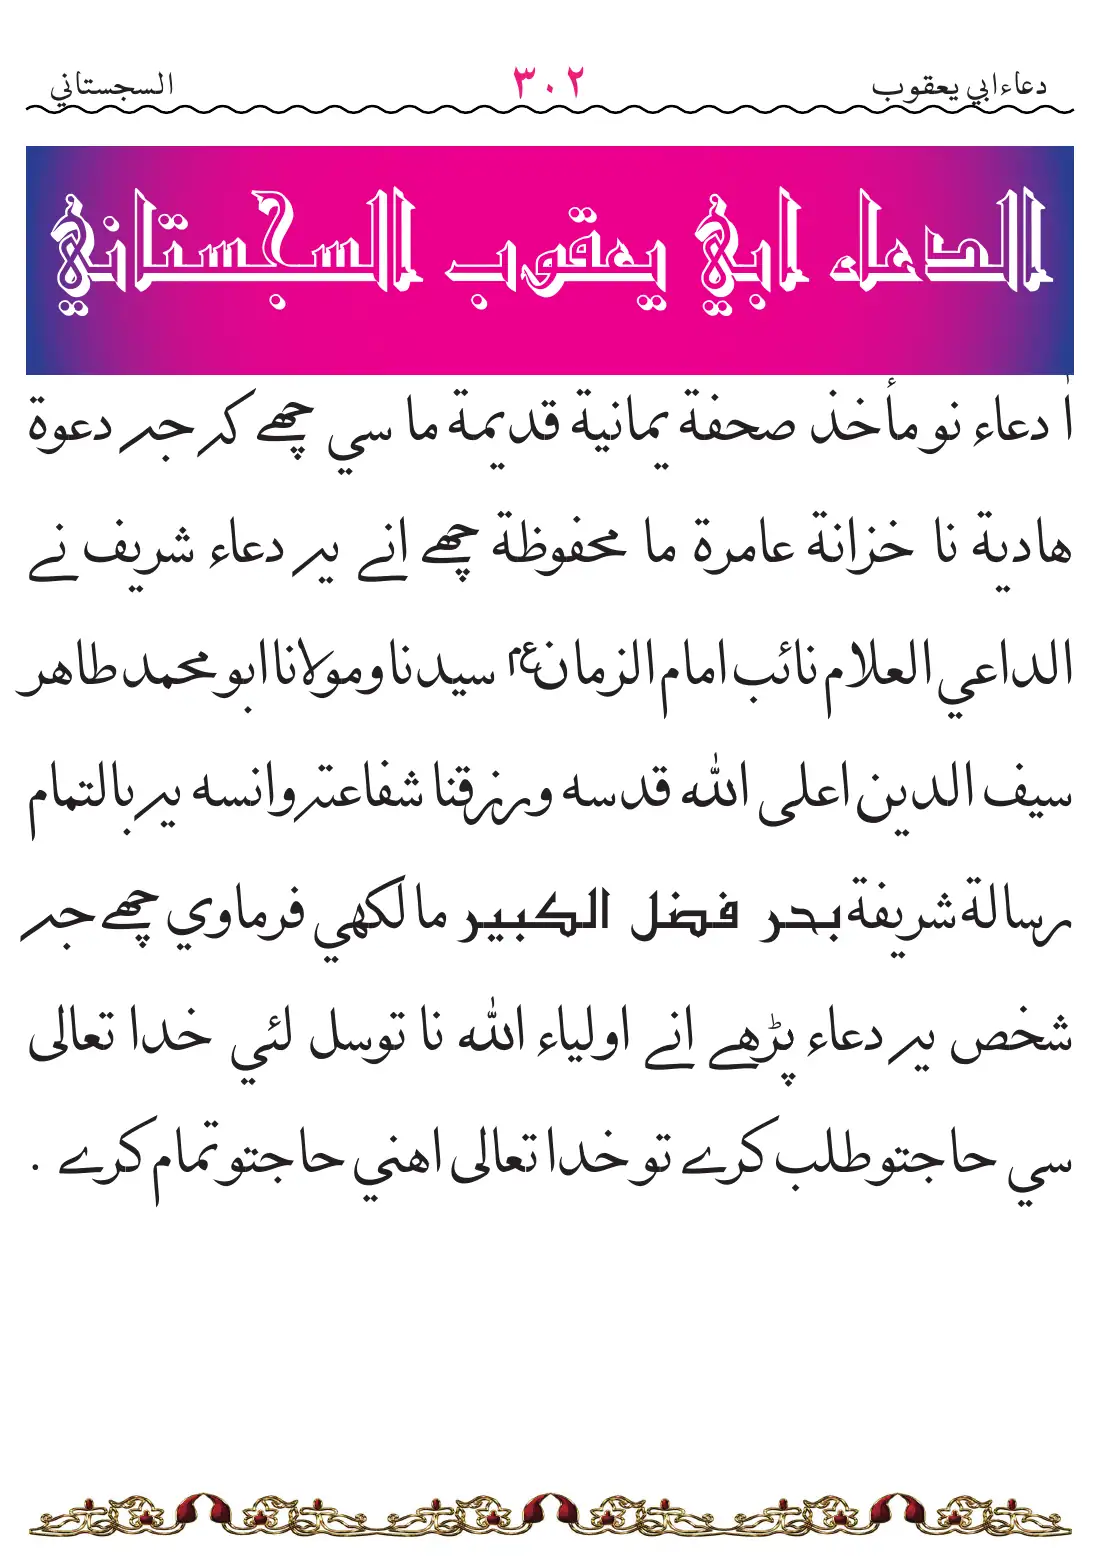 دعاء ابي يعقوب ٣٠٢ السجستاني
الدعاء ابي يعقوب السجستاني
اٰ دعاء نو مأخذ صحفة يمانية قديمة ما سي چھے كہ جہ دعوة
هادية نا خزانة عامرة ما محفوظة چھے انے يہ دعاء شريف نے
الداعي العلام نائب امام الزمان ع م سيدنا ومولانا ابو محمد طاهر
سيف الدين اعلى الله قدسه ورزقنا شفاعته وانسه يہ بالتمام
رسالة شريفة بحر فضل الكبير ما لكهي فرماوي چھے جہ
شخص يہ دعاء پڑھے انے اولياء الله نا توسل لئي خدا تعالى
سي حاجتو طلب كرے تو خدا تعالى اهني حاجتو تمام كرے .